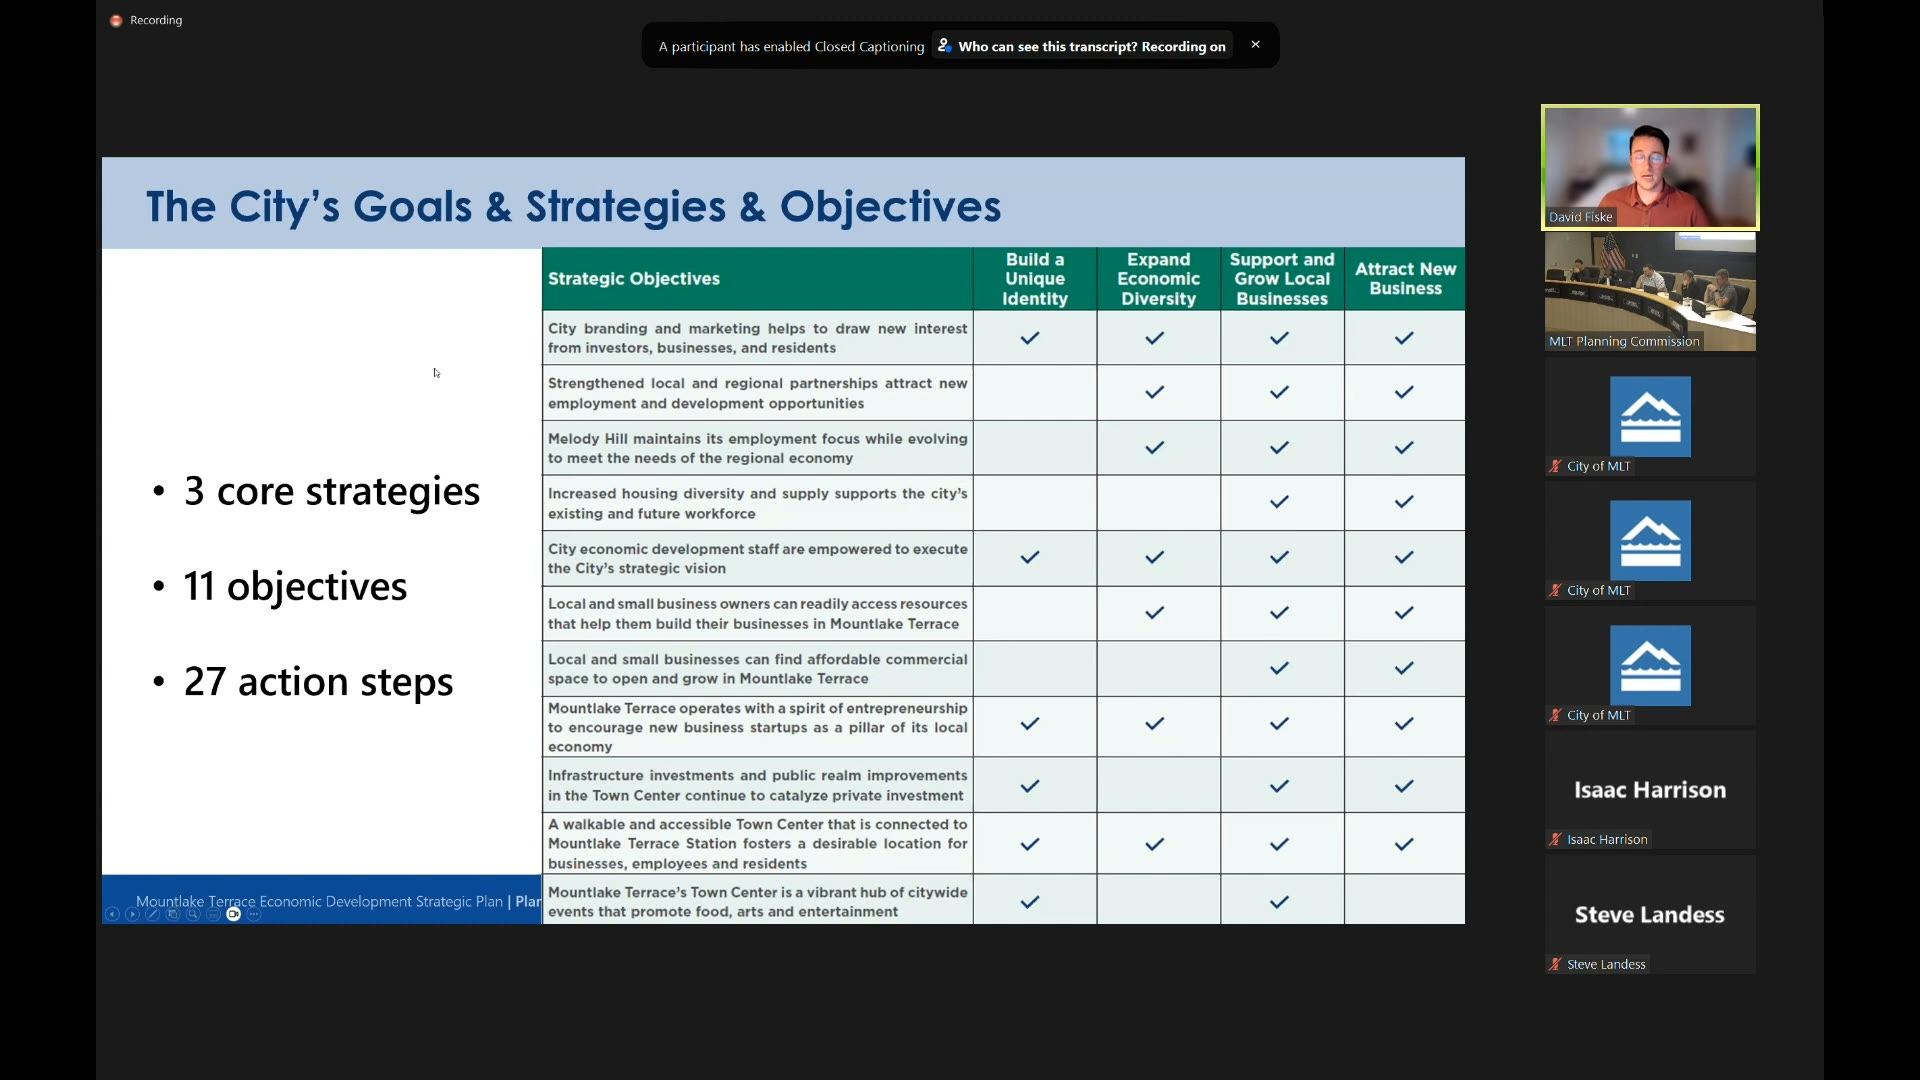 Recording
A participant has enabled Closed Captioning
Who can see this transcript? Recording on
The City's Goals & Strategies & Objectives
• 3 core strategies
• 11 objectives
• 27 action steps
Strategic Objectives
Build a
Unique
Identity
Expand
Economic
Diversity
Support and
Grow Local
Businesses
Attract New
Business
City branding and marketing helps to draw new interest
from investors, businesses, and residents
✓ ✓ ✓ ✓
Strengthened local and regional partnerships attract new
employment and development opportunities
✓ ✓ ✓
Melody Hill maintains its employment focus while evolving
to meet the needs of the regional economy
✓ ✓ ✓
Increased housing diversity and supply supports the city's
existing and future workforce
✓ ✓
City economic development staff are empowered to execute
the City's strategic vision
✓ ✓ ✓ ✓
Local and small business owners can readily access resources
that help them build their businesses in Mountlake Terrace
✓ ✓ ✓
Local and small businesses can find affordable commercial
space to open and grow in Mountlake Terrace
✓ ✓
Mountlake Terrace operates with a spirit of entrepreneurship
to encourage new business startups as a pillar of its local
economy
✓ ✓ ✓ ✓
Infrastructure investments and public realm improvements
in the Town Center continue to catalyze private investment
✓ ✓ ✓
A walkable and accessible Town Center that is connected to
Mountlake Terrace Station fosters a desirable location for
businesses, employees and residents
✓ ✓ ✓ ✓
Mountlake Terrace's Town Center is a vibrant hub of citywide
events that promote food, arts and entertainment
✓ ✓
Mountlake Terrace Economic Development Strategic Plan | Plan
David Fiske
MLT Planning Commission
City of MLT
City of MLT
City of MLT
Isaac Harrison
Isaac Harrison
Steve Landess
Steve Landess